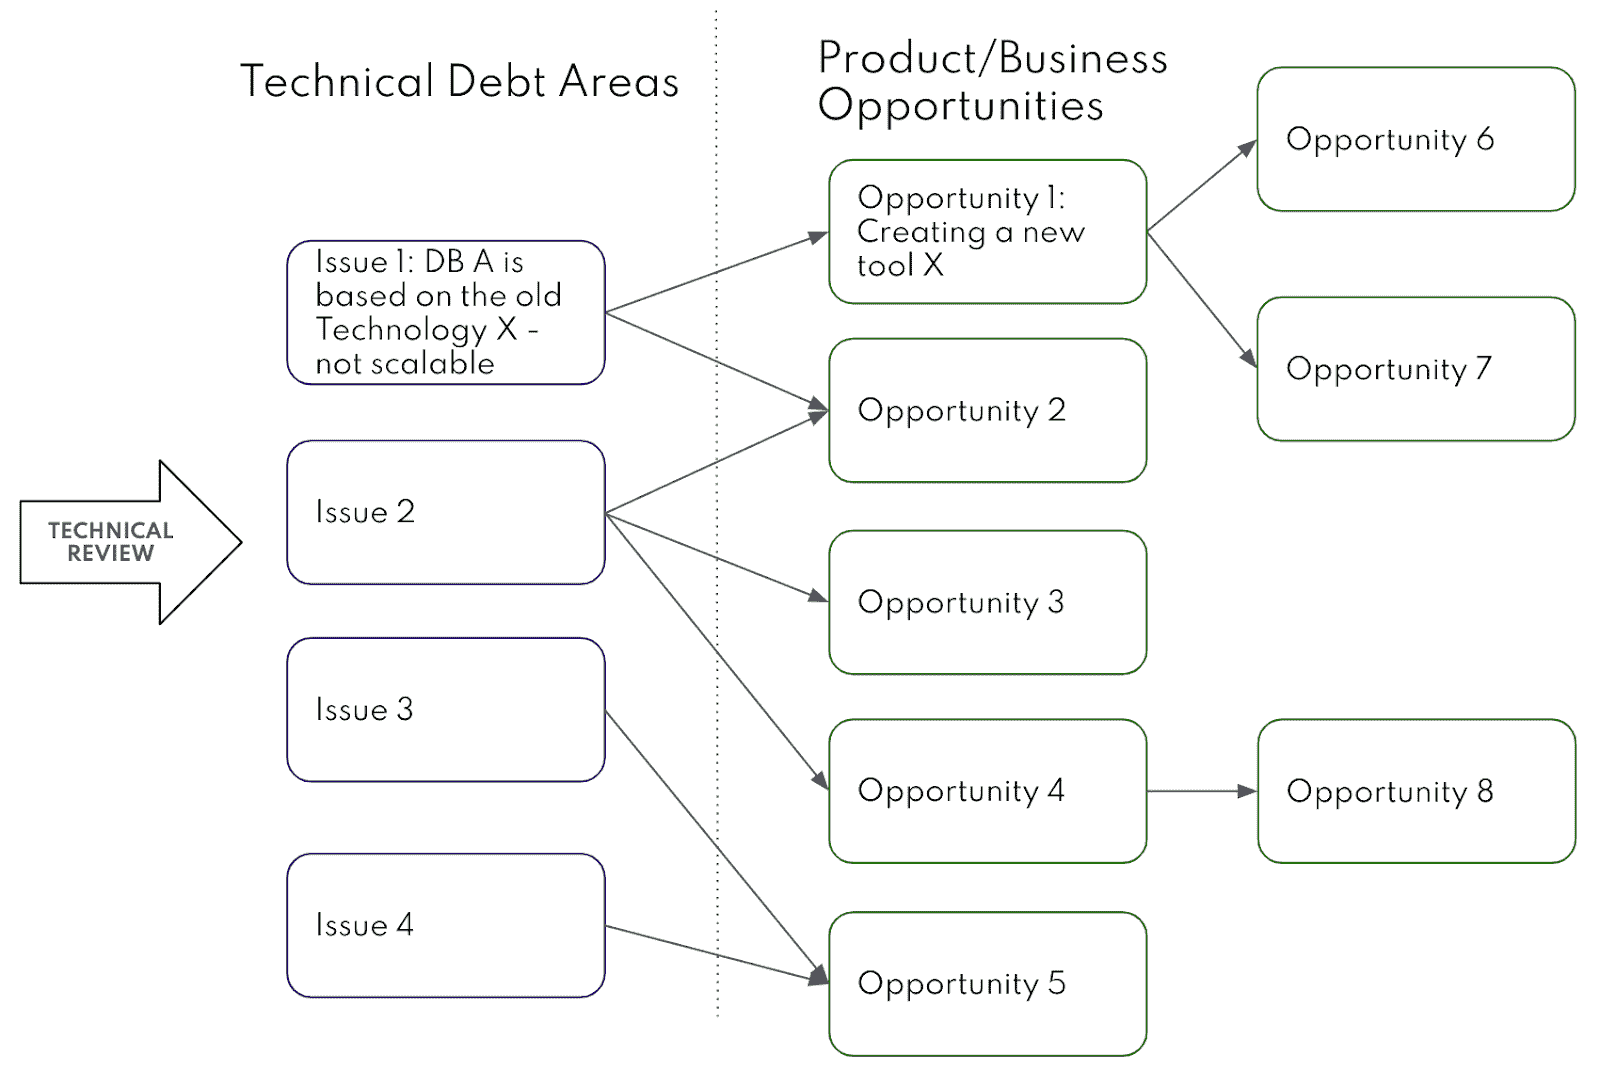 Technical Debt Areas
Product/Business
Opportunities
TECHNICAL
REVIEW
Issue 1: DB A is
based on the old
Technology X -
not scalable
Issue 2
Issue 3
Issue 4
Opportunity 1:
Creating a new
tool X
Opportunity 2
Opportunity 3
Opportunity 4
Opportunity 5
Opportunity 6
Opportunity 7
Opportunity 8